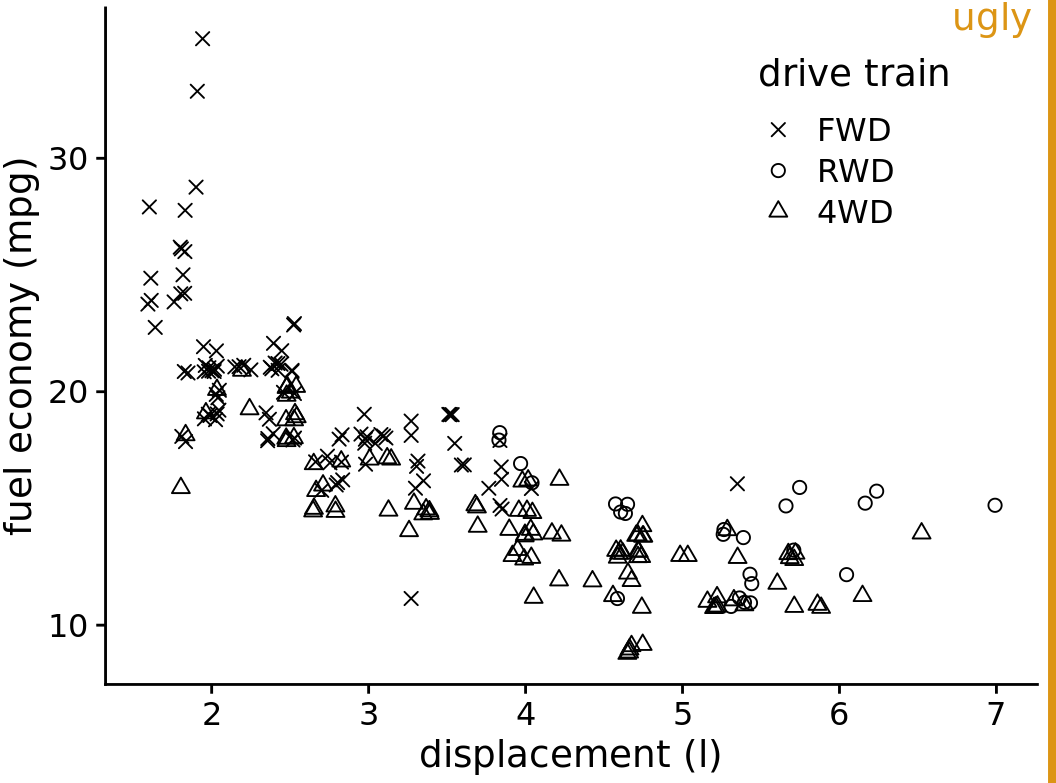 ugly
drive train
FWD
RWD
4WD
fuel economy (mpg)
30
20
10
2 3 4 5 6 7
displacement (l)